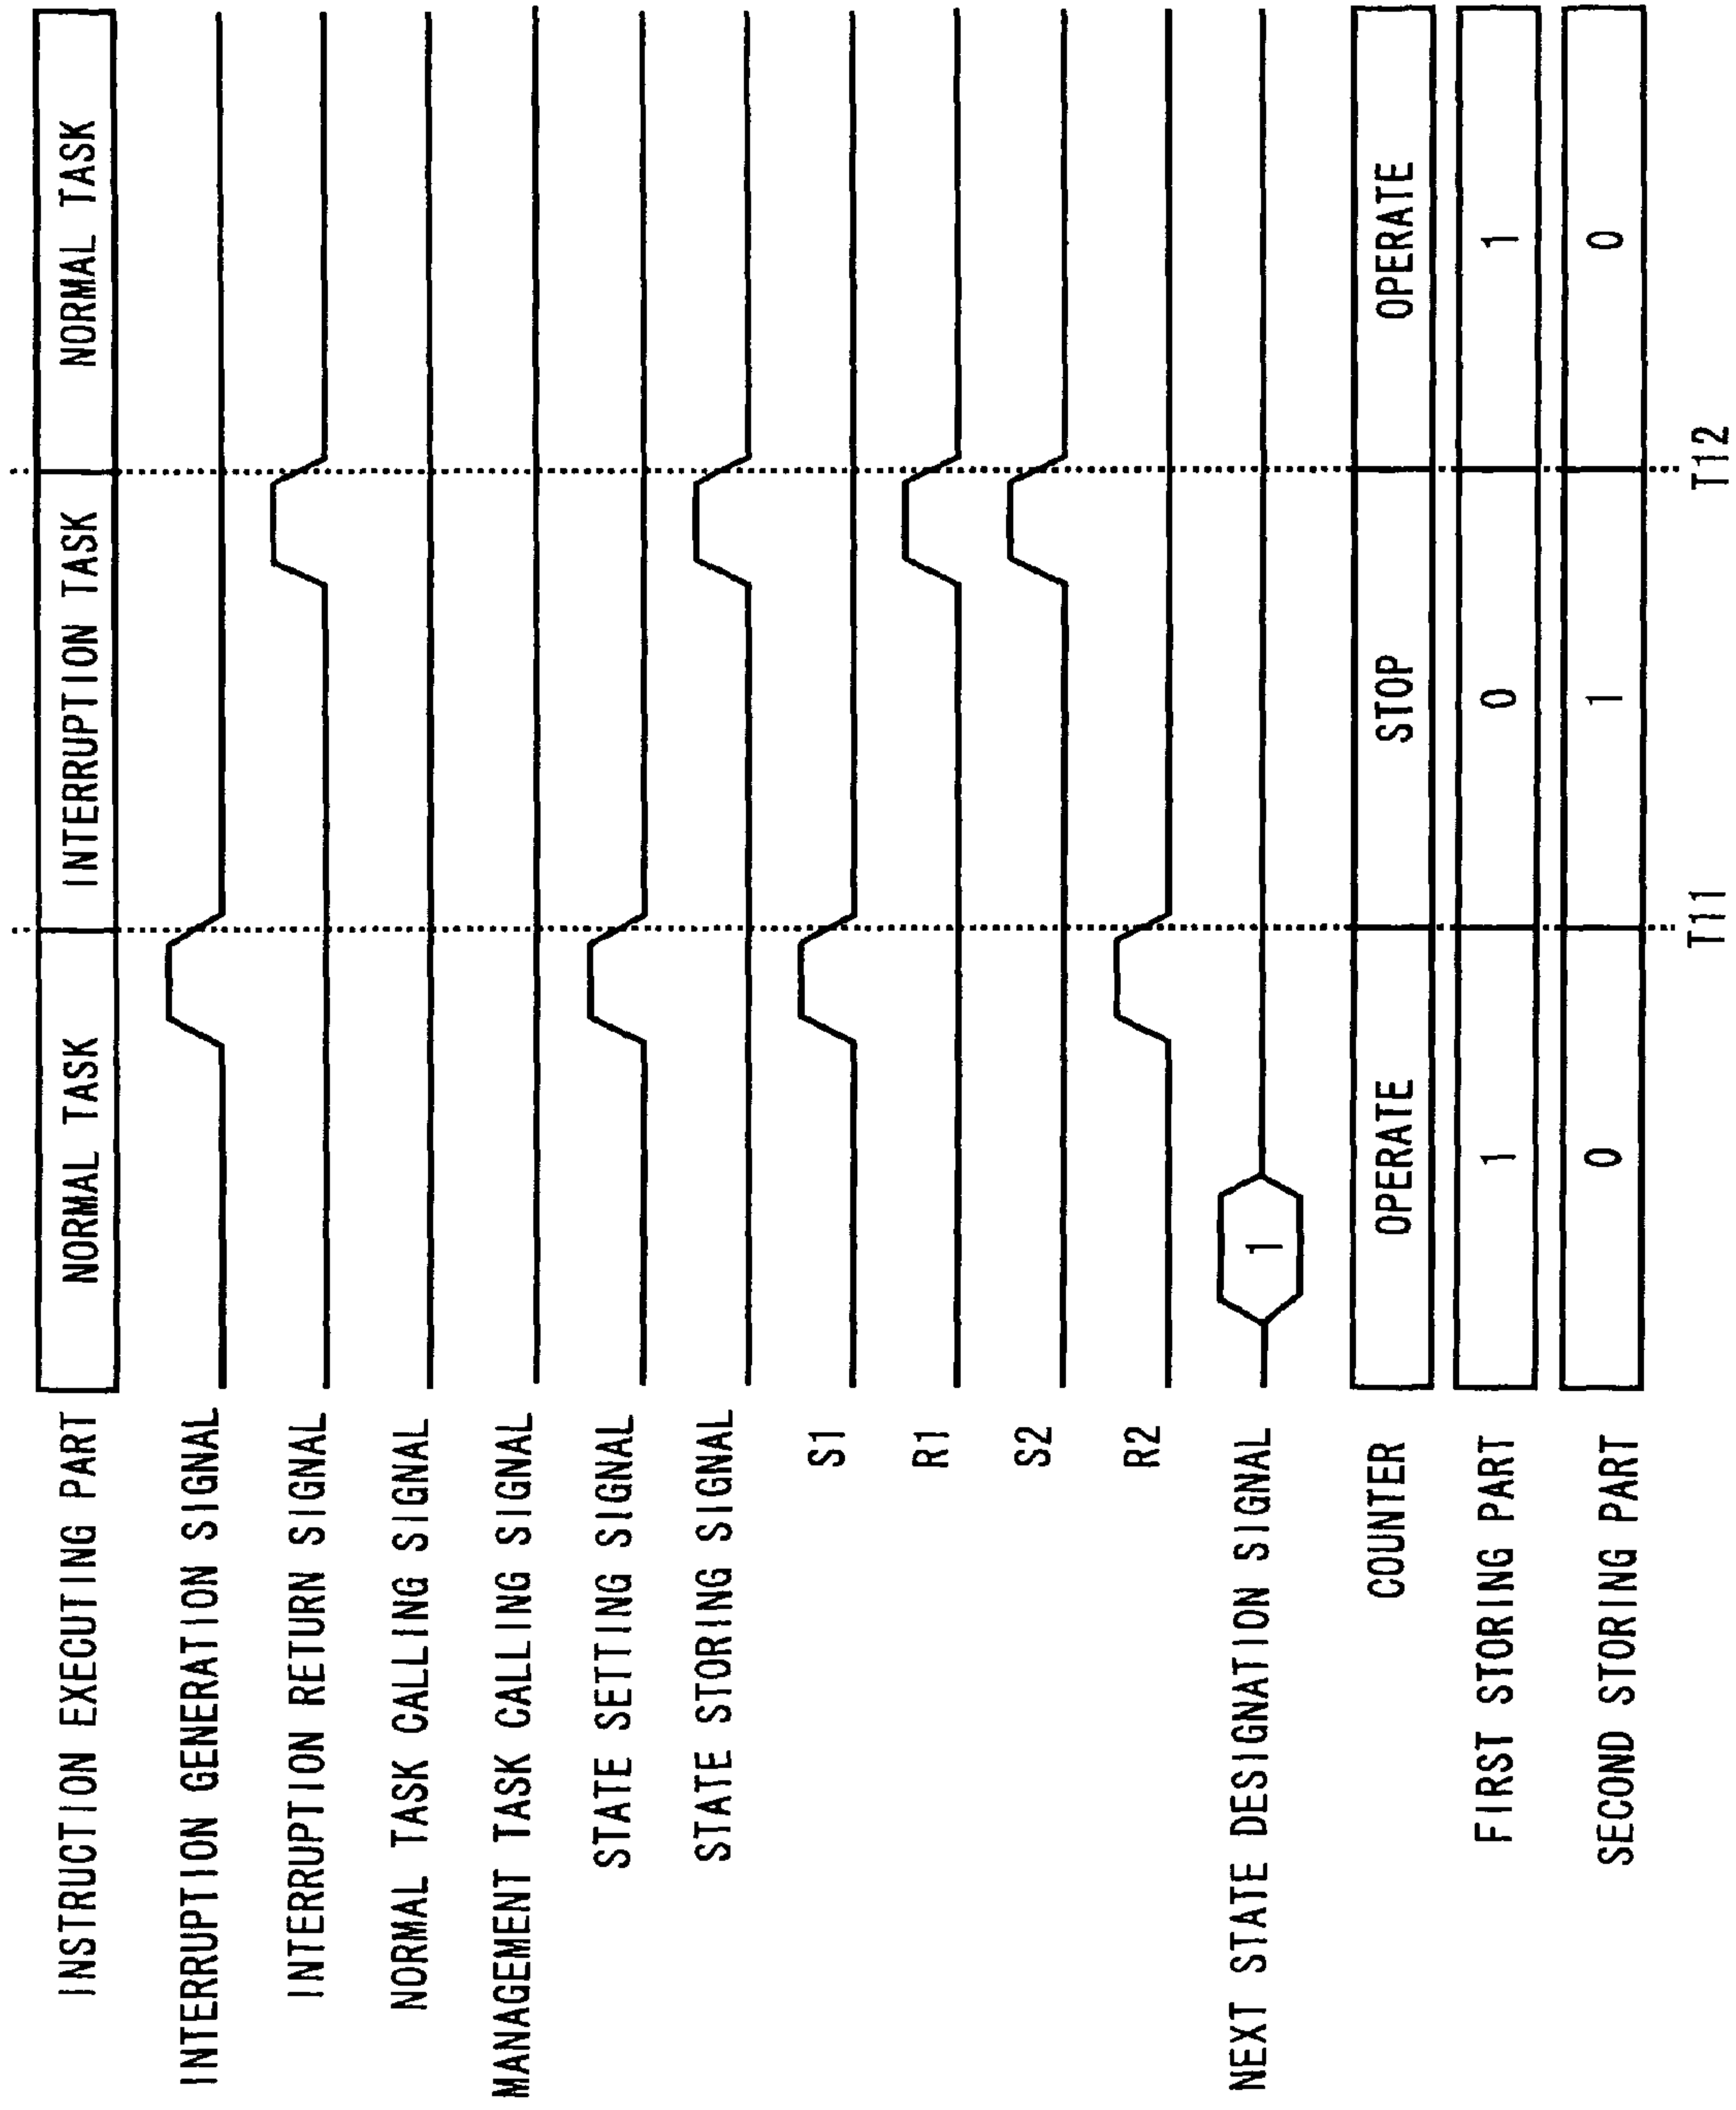 INSTRUCTION EXECUTING PART
NORMAL TASK
INTERRUPTION TASK
NORMAL TASK
INTERRUPTION GENERATION SIGNAL
INTERRUPTION RETURN SIGNAL
NORMAL TASK CALLING SIGNAL
MANAGEMENT TASK CALLING SIGNAL
STATE SETTING SIGNAL
STATE STORING SIGNAL
S1
R1
S2
R2
NEXT STATE DESIGNATION SIGNAL
1
COUNTER
OPERATE
STOP
OPERATE
FIRST STORING PART
1
0
1
SECOND STORING PART
0
1
0
T11
T12